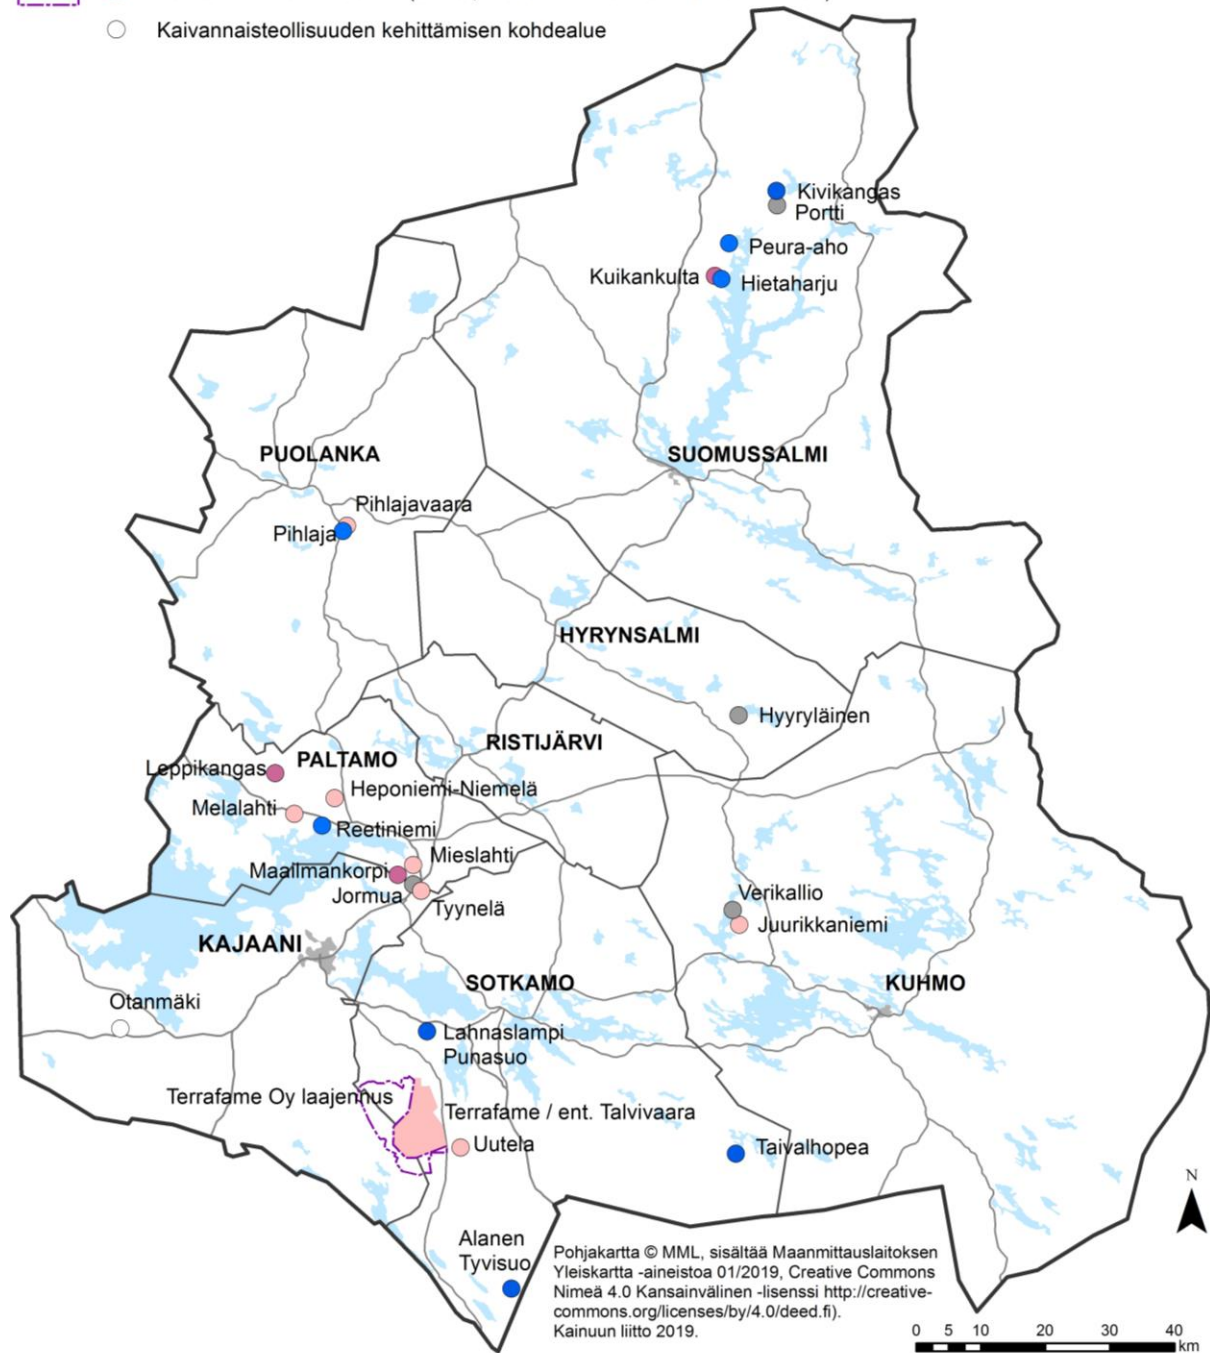 Kaivannaisteollisuuden kehittämisen kohdealue
Kivikangas
Portti
Peura-aho
Kuikankulta
Hietaharju
PUOLANKA
SUOMUSSALMI
Pihlajavaara
Pihlaja
HYRYNSALMI
Hyyryläinen
RISTIJÄRVI
PALTAMO
Leppikangas
Heponiemi-Niemelä
Melalahti
Reetiniemi
Mieslahti
Maailmankorpi
Jormua
Tyynelä
Verikallio
Juurikkaniemi
KAJAANI
SOTKAMO
KUHMO
Otanmäki
Lahnaslampi
Punasuo
Terrafame Oy laajennus
Terrafame / ent. Talvivaara
Uutela
Taivalhopea
Alanen
Tyvisuo
N
Pohjakartta © MML, sisältää Maanmittauslaitoksen
Yleiskartta -aineistoa 01/2019, Creative Commons
Nimeä 4.0 Kansainvälinen -lisenssi http://creative-
commons.org/licenses/by/4.0/deed.fi).
Kainuun liitto 2019.
0 5 10 20 30 40
km